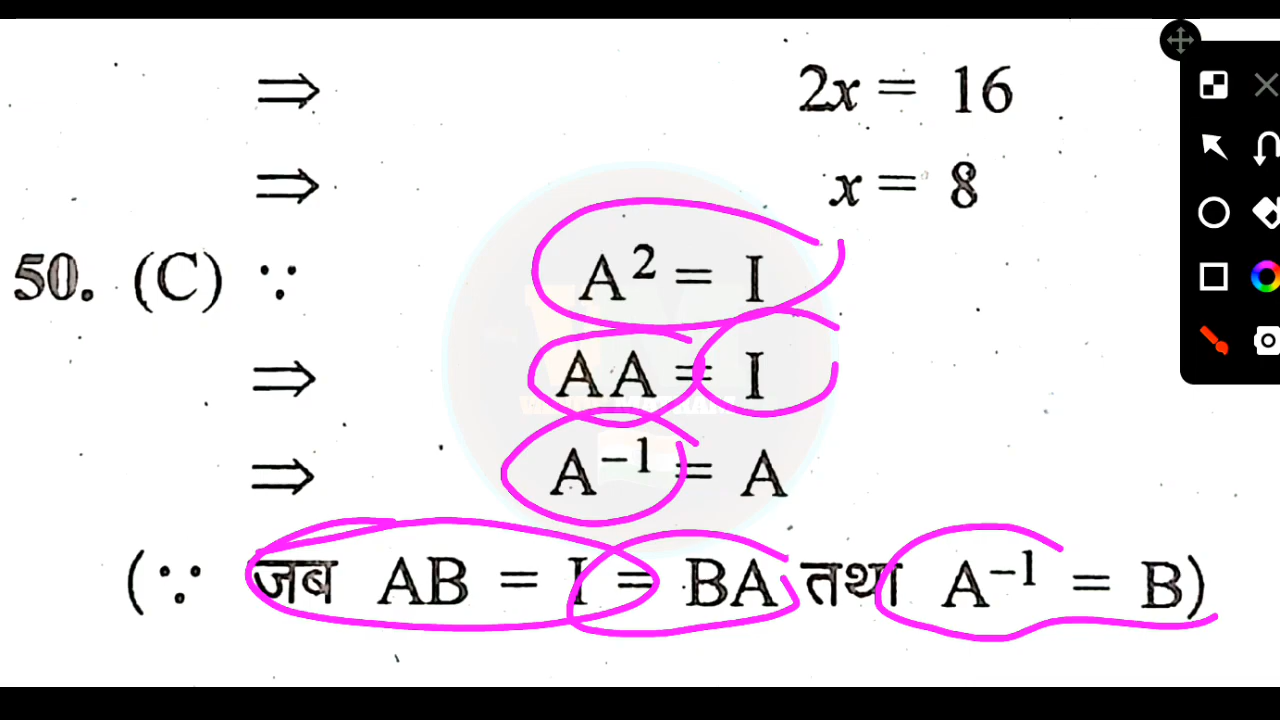 ⇒ 2x = 16
⇒ x = 8
50. (C) ∵ A² = I
⇒ AA = I
⇒ A⁻¹ = A
(∵ जब AB = I = BA तथा A⁻¹ = B)